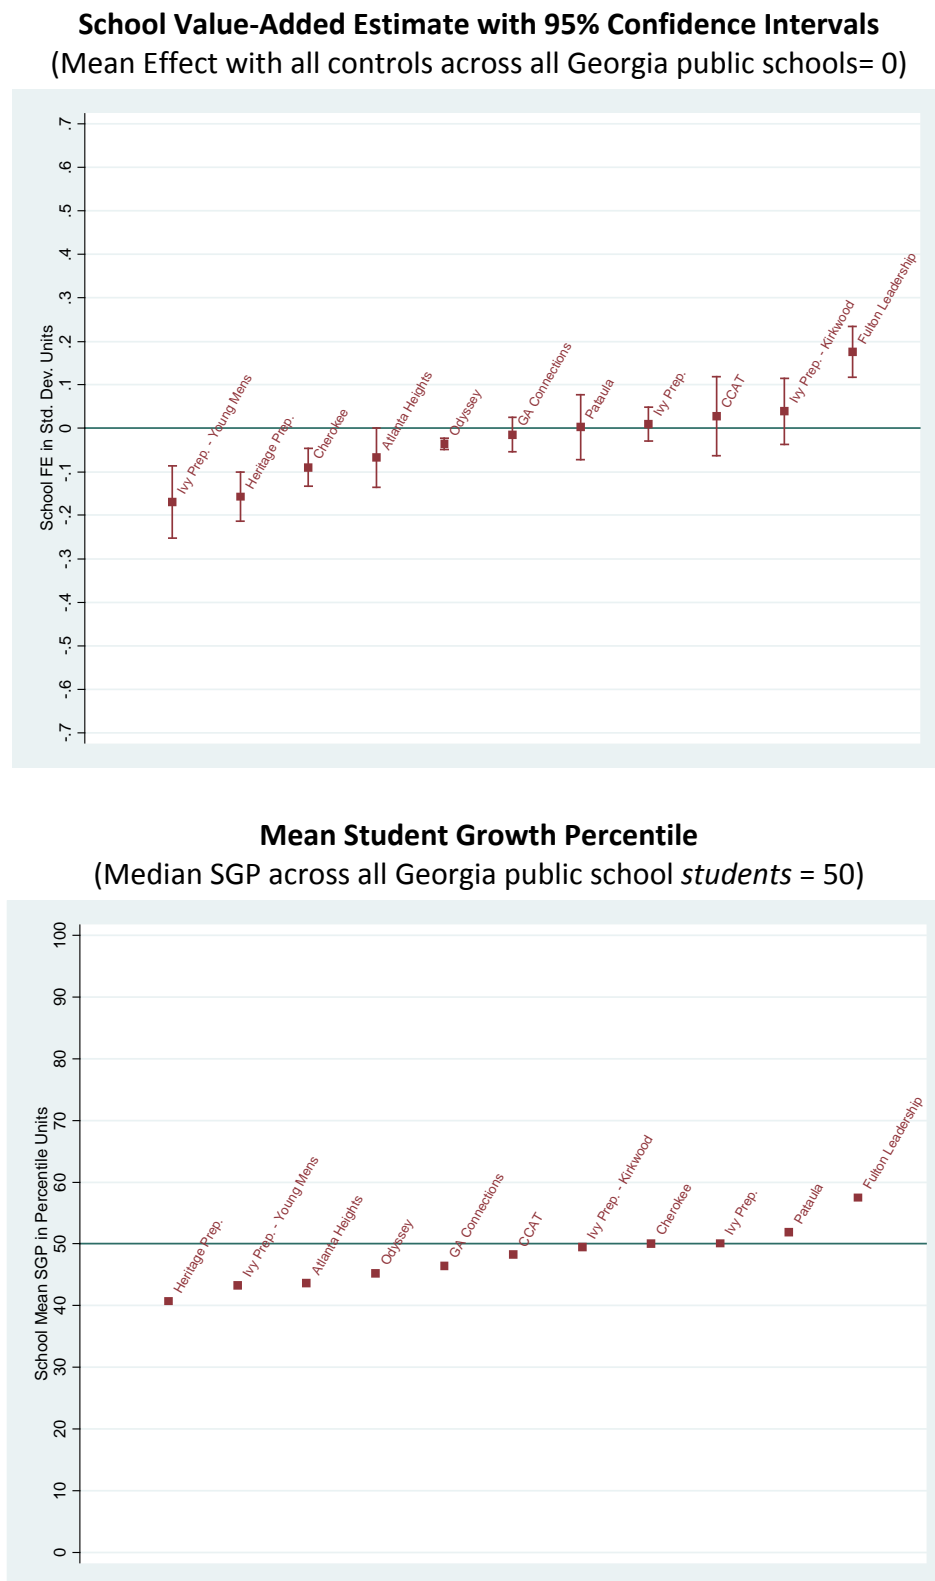 School Value-Added Estimate with 95% Confidence Intervals
(Mean Effect with all controls across all Georgia public schools= 0)
School FE in Std. Dev. Units
.7
.6
.5
.4
.3
.2
.1
0
-.1
-.2
-.3
-.4
-.5
-.6
-.7
Ivy Prep. - Young Mens
Heritage Prep.
Cherokee
Atlanta Heights
Odyssey
GA Connections
Pataula
Ivy Prep.
CCAT
Ivy Prep. - Kirkwood
Fulton Leadership
Mean Student Growth Percentile
(Median SGP across all Georgia public school students = 50)
School Mean SGP in Percentile Units
100
90
80
70
60
50
40
30
20
10
0
Heritage Prep.
Ivy Prep. - Young Mens
Atlanta Heights
Odyssey
GA Connections
CCAT
Ivy Prep. - Kirkwood
Cherokee
Ivy Prep.
Pataula
Fulton Leadership